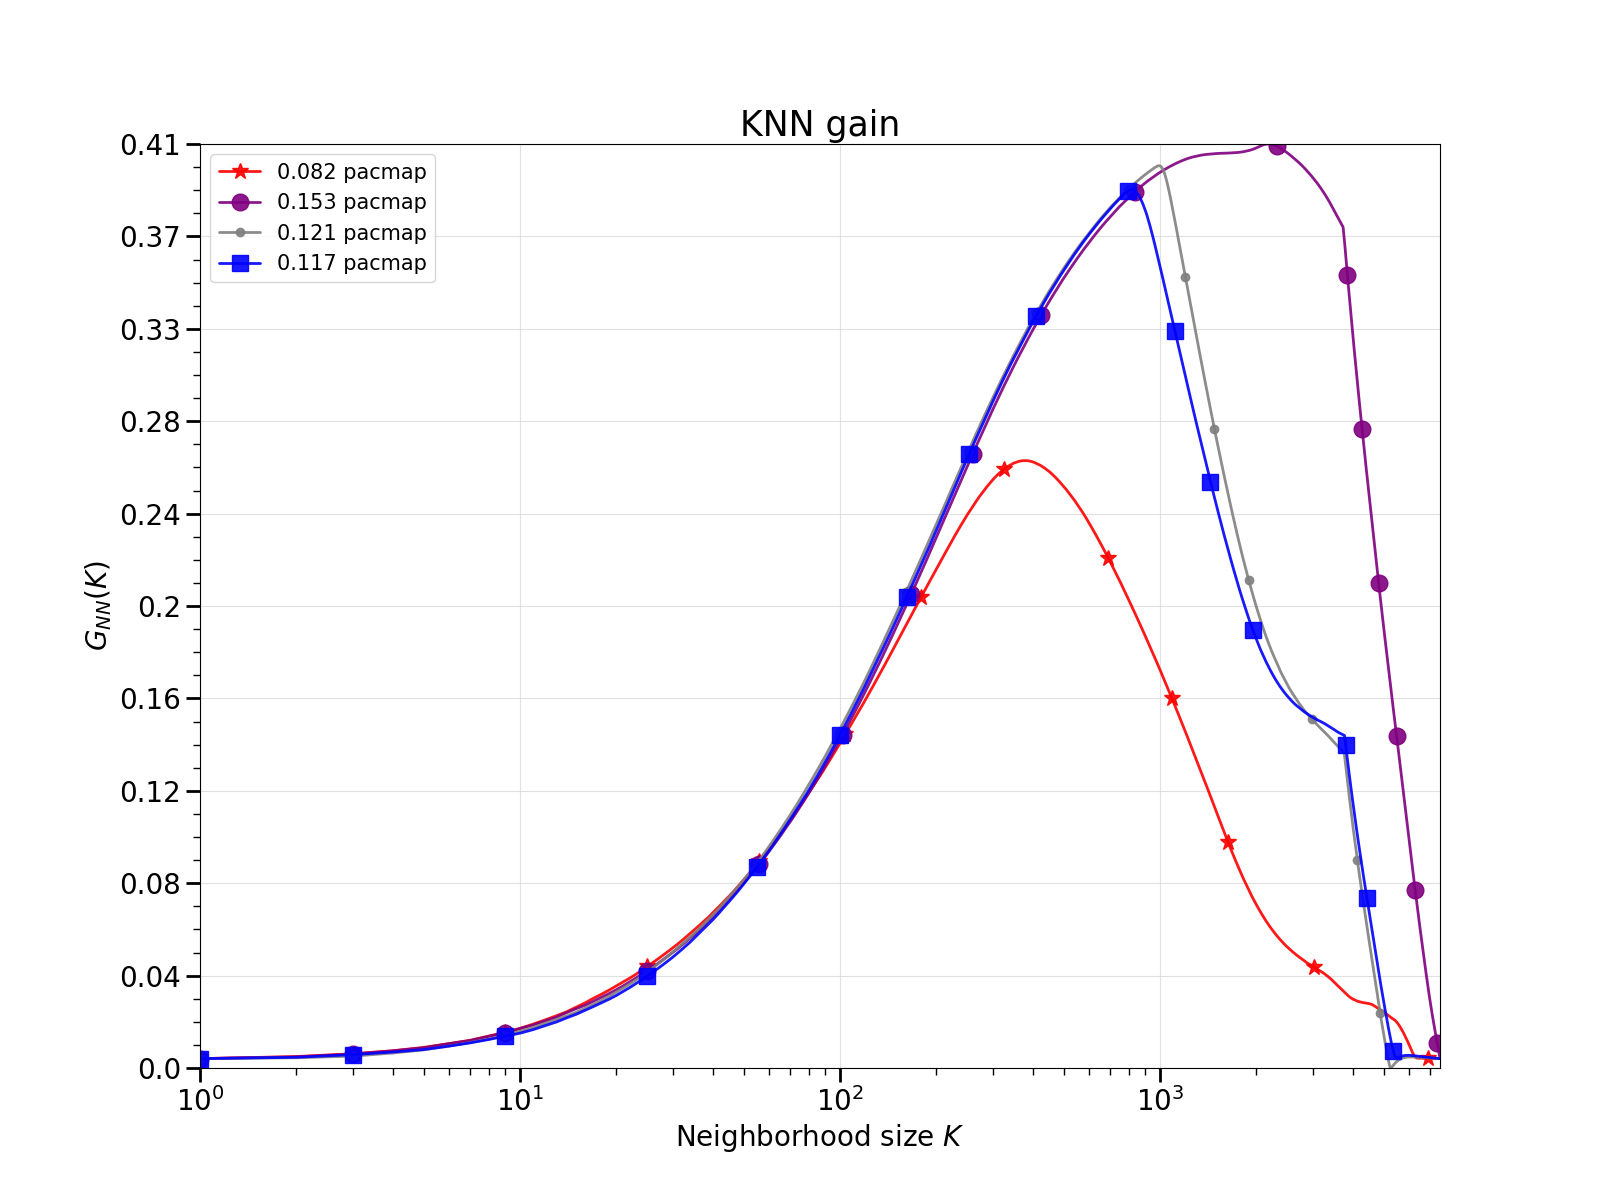 KNN gain
0.41
0.37
0.33
0.28
0.24
0.2
0.16
0.12
0.08
0.04
0.0
G_{NN}(K)
0.082 pacmap
0.153 pacmap
0.121 pacmap
0.117 pacmap
10^0 10^1 10^2 10^3
Neighborhood size K